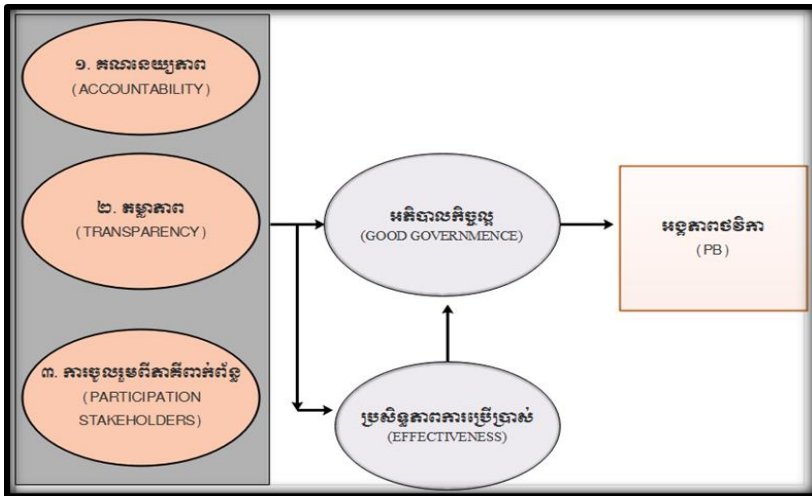 ១. គណនេយ្យភាព
(ACCOUNTABILITY)
២. តម្លាភាព
(TRANSPARENCY)
៣. ការចូលរួមពីភាគីពាក់ព័ន្ធ
(PARTICIPATION
STAKEHOLDERS)
អភិបាលកិច្ចល្អ
(GOOD GOVERNMENCE)
ប្រសិទ្ធភាពការប្រើប្រាស់
(EFFECTIVENESS)
អង្គភាពថវិកា
(PB)